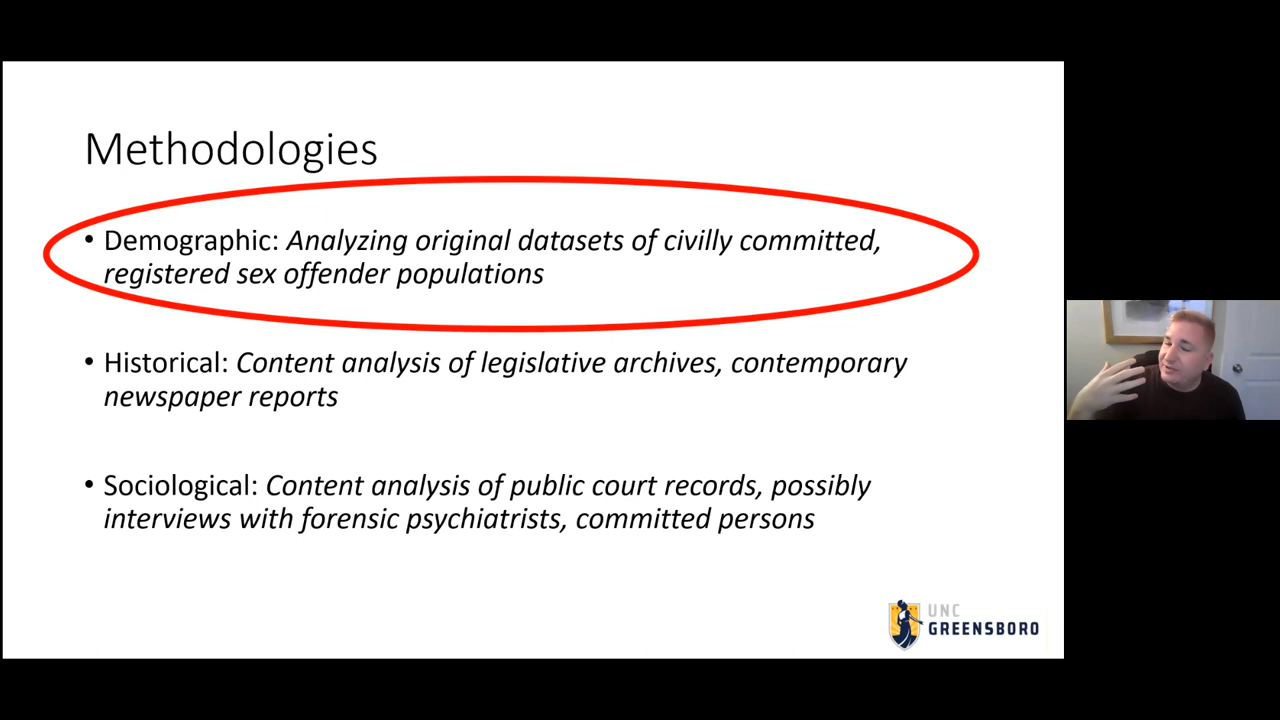 Methodologies
• Demographic: Analyzing original datasets of civilly committed,
registered sex offender populations
• Historical: Content analysis of legislative archives, contemporary
newspaper reports
• Sociological: Content analysis of public court records, possibly
interviews with forensic psychiatrists, committed persons
UNC
GREENSBORO